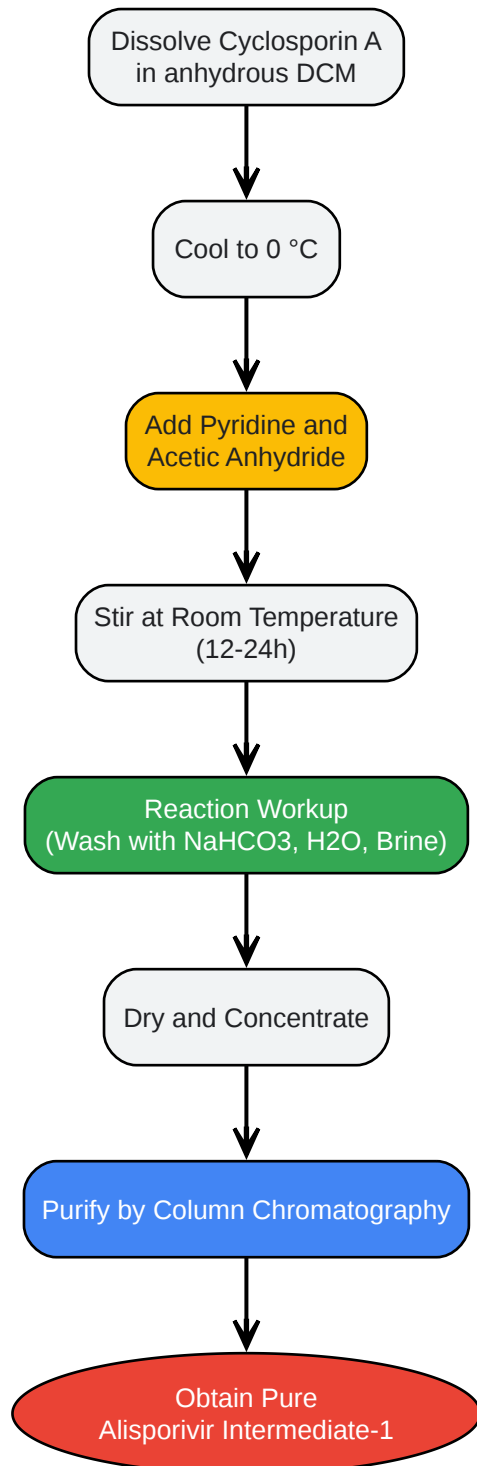 Dissolve Cyclosporin A
in anhydrous DCM
Cool to 0 °C
Add Pyridine and
Acetic Anhydride
Stir at Room Temperature
(12-24h)
Reaction Workup
(Wash with NaHCO3, H2O, Brine)
Dry and Concentrate
Purify by Column Chromatography
Obtain Pure
Alisporivir Intermediate-1